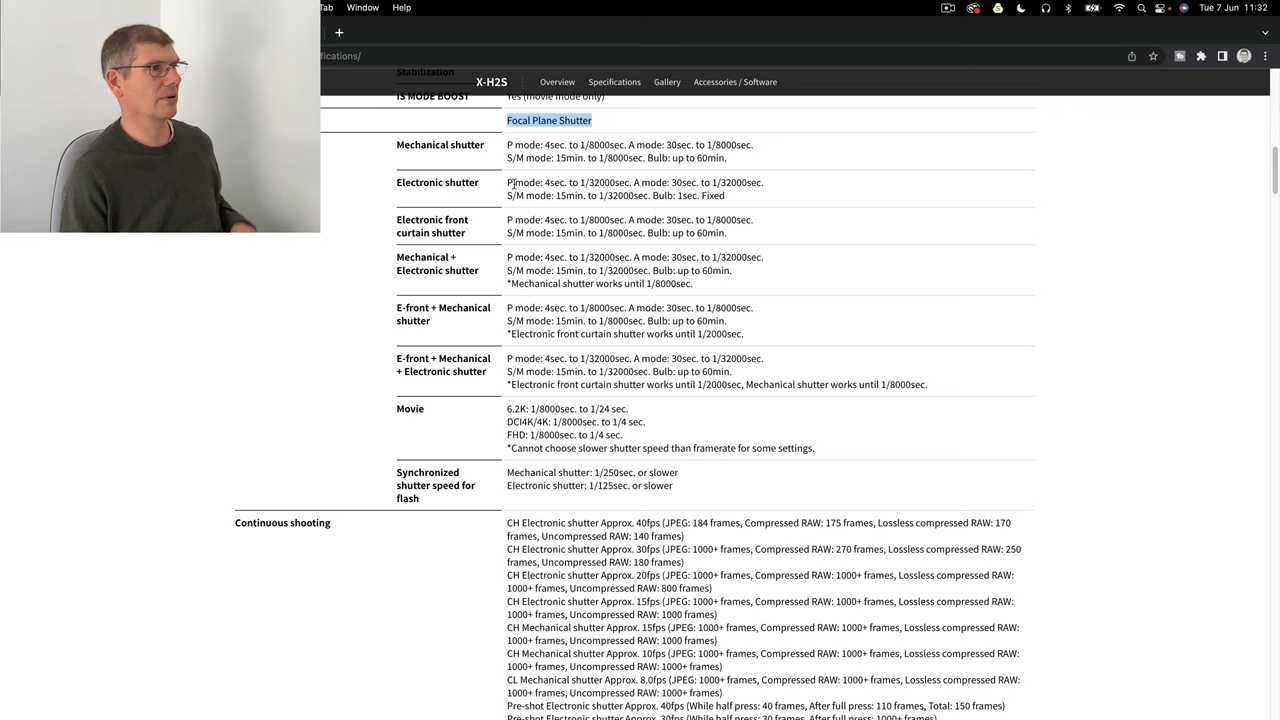 Tab Window Help Tue 7 Jun 11:32
fications/
Stabilization
X-H2S Overview Specifications Gallery Accessories / Software
IS MODE BOOST Yes (movie mode only)
Focal Plane Shutter
Mechanical shutter P mode: 4sec. to 1/8000sec. A mode: 30sec. to 1/8000sec.
S/M mode: 15min. to 1/8000sec. Bulb: up to 60min.
Electronic shutter P mode: 4sec. to 1/32000sec. A mode: 30sec. to 1/32000sec.
S/M mode: 15min. to 1/32000sec. Bulb: 1sec. Fixed
Electronic front P mode: 4sec. to 1/8000sec. A mode: 30sec. to 1/8000sec.
curtain shutter S/M mode: 15min. to 1/8000sec. Bulb: up to 60min.
Mechanical + P mode: 4sec. to 1/32000sec. A mode: 30sec. to 1/32000sec.
Electronic shutter S/M mode: 15min. to 1/32000sec. Bulb: up to 60min.
*Mechanical shutter works until 1/8000sec.
E-front + Mechanical P mode: 4sec. to 1/8000sec. A mode: 30sec. to 1/8000sec.
shutter S/M mode: 15min. to 1/8000sec. Bulb: up to 60min.
*Electronic front curtain shutter works until 1/2000sec.
E-front + Mechanical P mode: 4sec. to 1/32000sec. A mode: 30sec. to 1/32000sec.
+ Electronic shutter S/M mode: 15min. to 1/32000sec. Bulb: up to 60min.
*Electronic front curtain shutter works until 1/2000sec, Mechanical shutter works until 1/8000sec.
Movie 6.2K: 1/8000sec. to 1/24 sec.
DCI4K/4K: 1/8000sec. to 1/4 sec.
FHD: 1/8000sec. to 1/4 sec.
*Cannot choose slower shutter speed than framerate for some settings.
Synchronized Mechanical shutter: 1/250sec. or slower
shutter speed for Electronic shutter: 1/125sec. or slower
flash
Continuous shooting CH Electronic shutter Approx. 40fps (JPEG: 184 frames, Compressed RAW: 175 frames, Lossless compressed RAW: 170
frames, Uncompressed RAW: 140 frames)
CH Electronic shutter Approx. 30fps (JPEG: 1000+ frames, Compressed RAW: 270 frames, Lossless compressed RAW: 250
frames, Uncompressed RAW: 180 frames)
CH Electronic shutter Approx. 20fps (JPEG: 1000+ frames, Compressed RAW: 1000+ frames, Lossless compressed RAW:
1000+ frames, Uncompressed RAW: 800 frames)
CH Electronic shutter Approx. 15fps (JPEG: 1000+ frames, Compressed RAW: 1000+ frames, Lossless compressed RAW:
1000+ frames, Uncompressed RAW: 1000 frames)
CH Mechanical shutter Approx. 15fps (JPEG: 1000+ frames, Compressed RAW: 1000+ frames, Lossless compressed RAW:
1000+ frames, Uncompressed RAW: 1000 frames)
CH Mechanical shutter Approx. 10fps (JPEG: 1000+ frames, Compressed RAW: 1000+ frames, Lossless compressed RAW:
1000+ frames, Uncompressed RAW: 1000+ frames)
CL Mechanical shutter Approx. 8.0fps (JPEG: 1000+ frames, Compressed RAW: 1000+ frames, Lossless compressed RAW:
1000+ frames, Uncompressed RAW: 1000+ frames)
Pre-shot Electronic shutter Approx. 40fps (While half press: 40 frames, After full press: 110 frames, Total: 150 frames)
Pre-shot Electronic shutter Approx. 30fps (While half press: 30 frames, After full press: 1000+ frames)